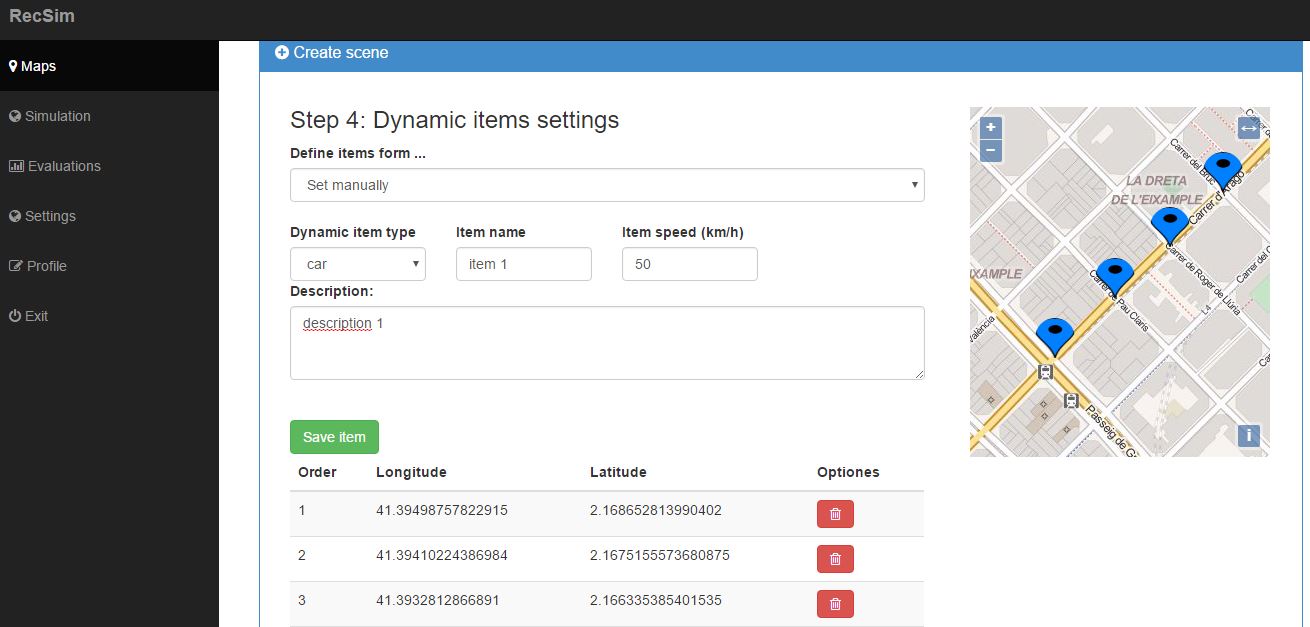 RecSim
Maps
Simulation
Evaluations
Settings
Profile
Exit
Create scene
Step 4: Dynamic items settings
Define items form ...
Set manually
Dynamic item type Item name Item speed (km/h)
car item 1 50
Description:
description 1
Save item
Order Longitude Latitude Optiones
1 41.39498757822915 2.168652813990402
2 41.39410224386984 2.1675155573680875
3 41.3932812866891 2.166335385401535
+
−
Carrer del Bruc
LA DRETA
DE L'EIXAMPLE
Carrer d'Aragó
XAMPLE
Carrer de Roger de Llúria
Carrer de Pau Claris
València
L4
Passeig de G
i